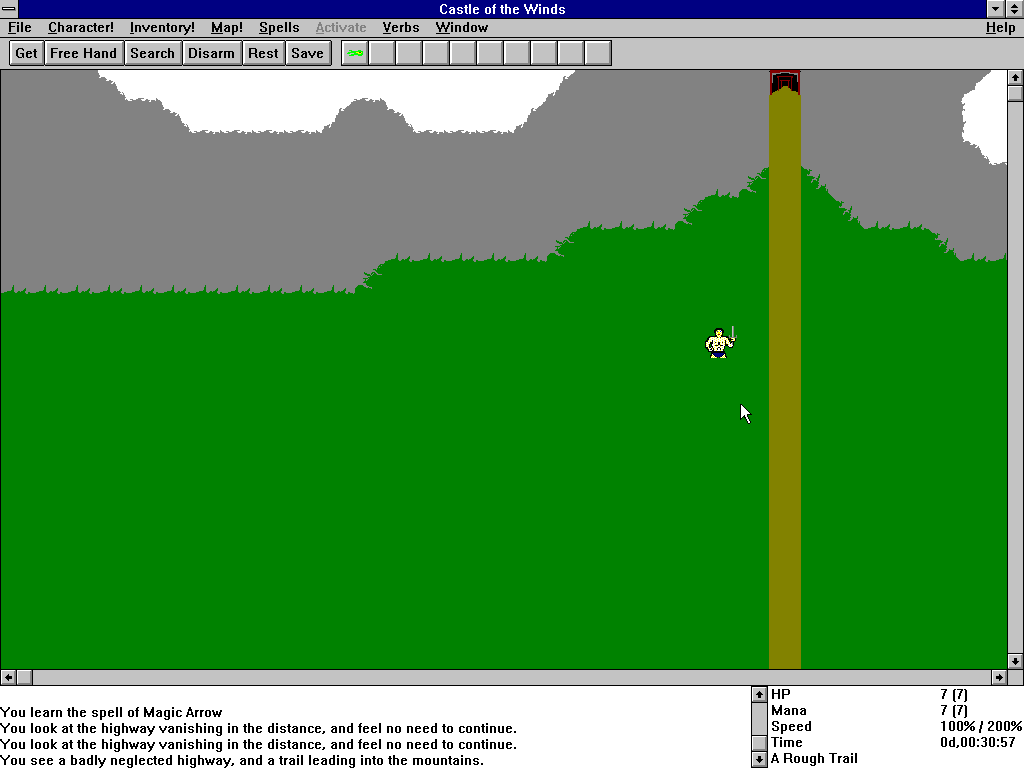 Castle of the Winds
File Character! Inventory! Map! Spells Activate Verbs Window Help
Get Free Hand Search Disarm Rest Save
You learn the spell of Magic Arrow
You look at the highway vanishing in the distance, and feel no need to continue.
You look at the highway vanishing in the distance, and feel no need to continue.
You see a badly neglected highway, and a trail leading into the mountains.
HP 7 (7)
Mana 7 (7)
Speed 100% / 200%
Time 0d,00:30:57
A Rough Trail